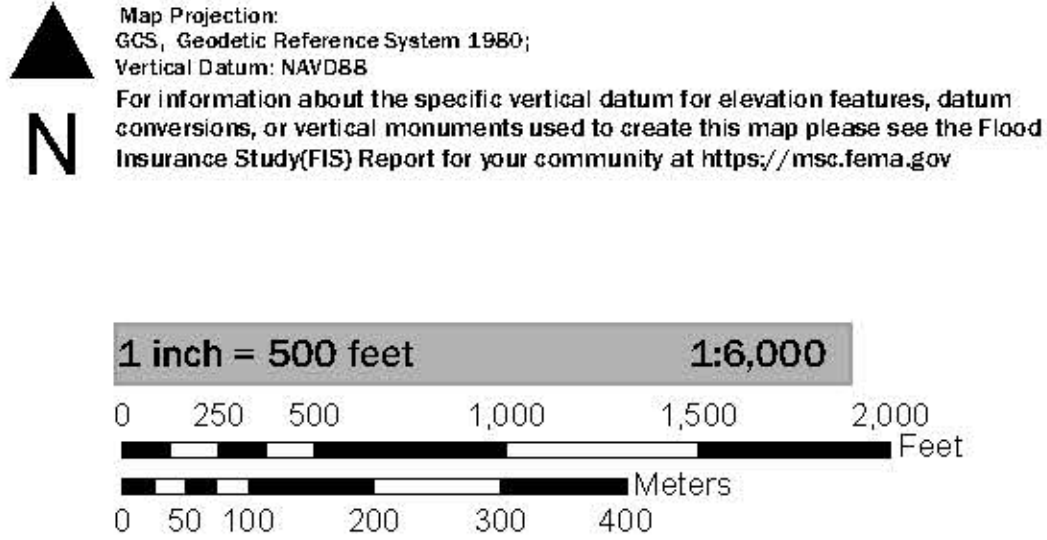 Map Projection:
GCS, Geodetic Reference System 1980;
Vertical Datum: NAVD88
For information about the specific vertical datum for elevation features, datum
conversions, or vertical monuments used to create this map please see the Flood
Insurance Study(FIS) Report for your community at https://msc.fema.gov
N
1 inch = 500 feet 1:6,000
0 250 500 1,000 1,500 2,000
Feet
Meters
0 50 100 200 300 400